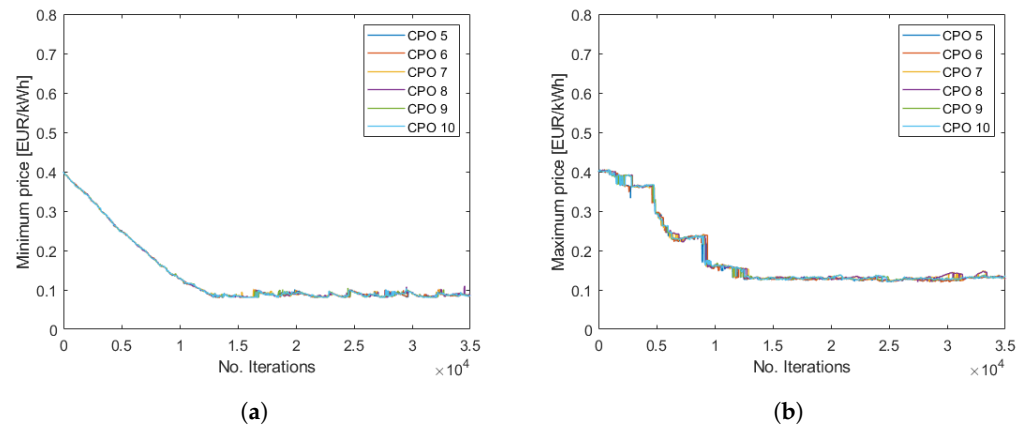 0.8
0.7
0.6
0.5
0.4
0.3
0.2
0.1
0
Minimum price [EUR/kWh]
0 0.5 1 1.5 2 2.5 3 3.5
No. Iterations
×10⁴
CPO 5
CPO 6
CPO 7
CPO 8
CPO 9
CPO 10
(a)
0.8
0.7
0.6
0.5
0.4
0.3
0.2
0.1
0
Maximum price [EUR/kWh]
0 0.5 1 1.5 2 2.5 3 3.5
No. Iterations
×10⁴
CPO 5
CPO 6
CPO 7
CPO 8
CPO 9
CPO 10
(b)